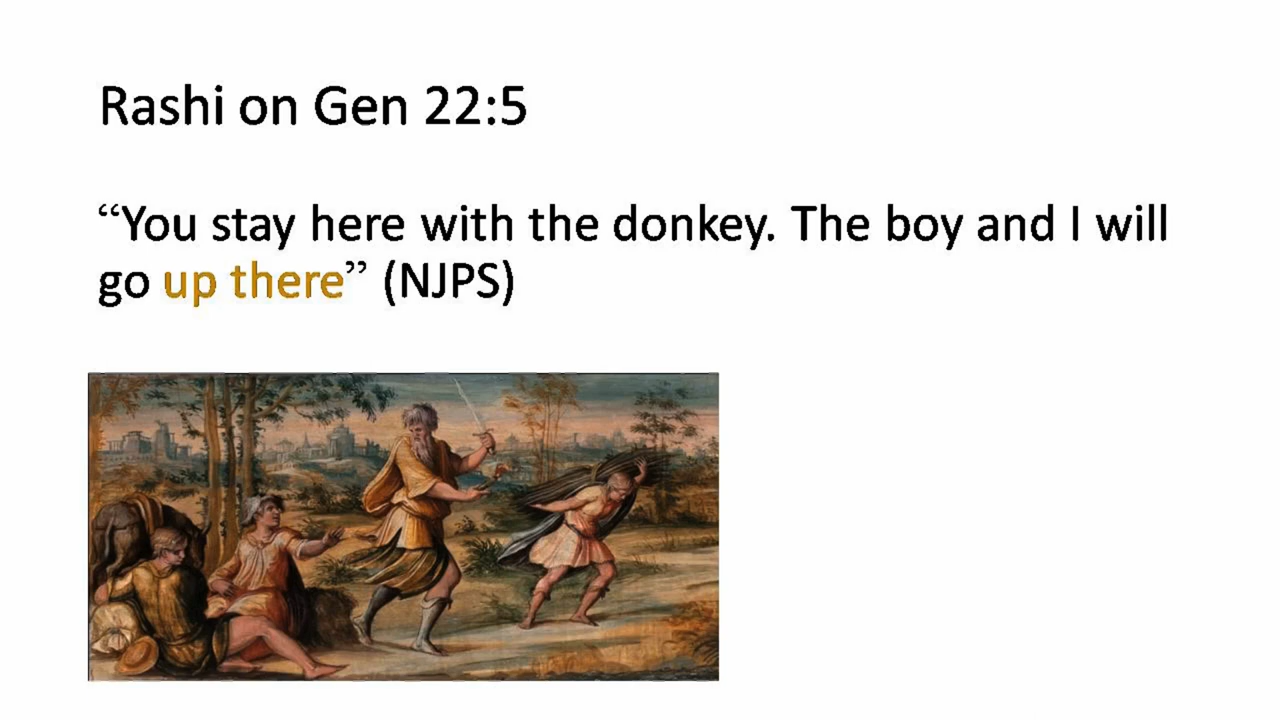 Rashi on Gen 22:5
“You stay here with the donkey. The boy and I will
go up there” (NJPS)